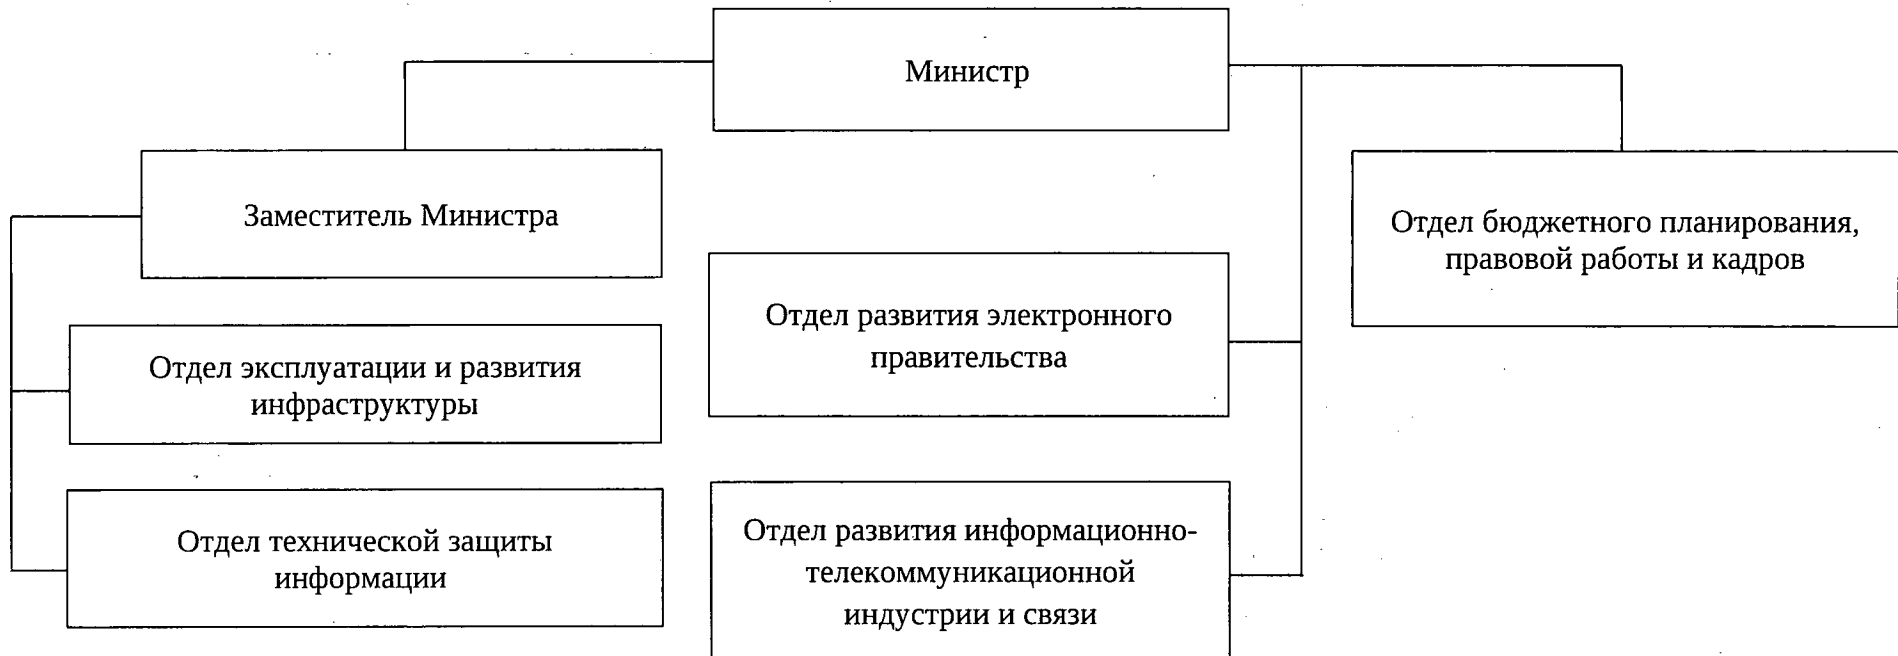 Министр
Заместитель Министра
Отдел бюджетного планирования,
правовой работы и кадров
Отдел развития электронного
правительства
Отдел эксплуатации и развития
инфраструктуры
Отдел технической защиты
информации
Отдел развития информационно-
телекоммуникационной
индустрии и связи